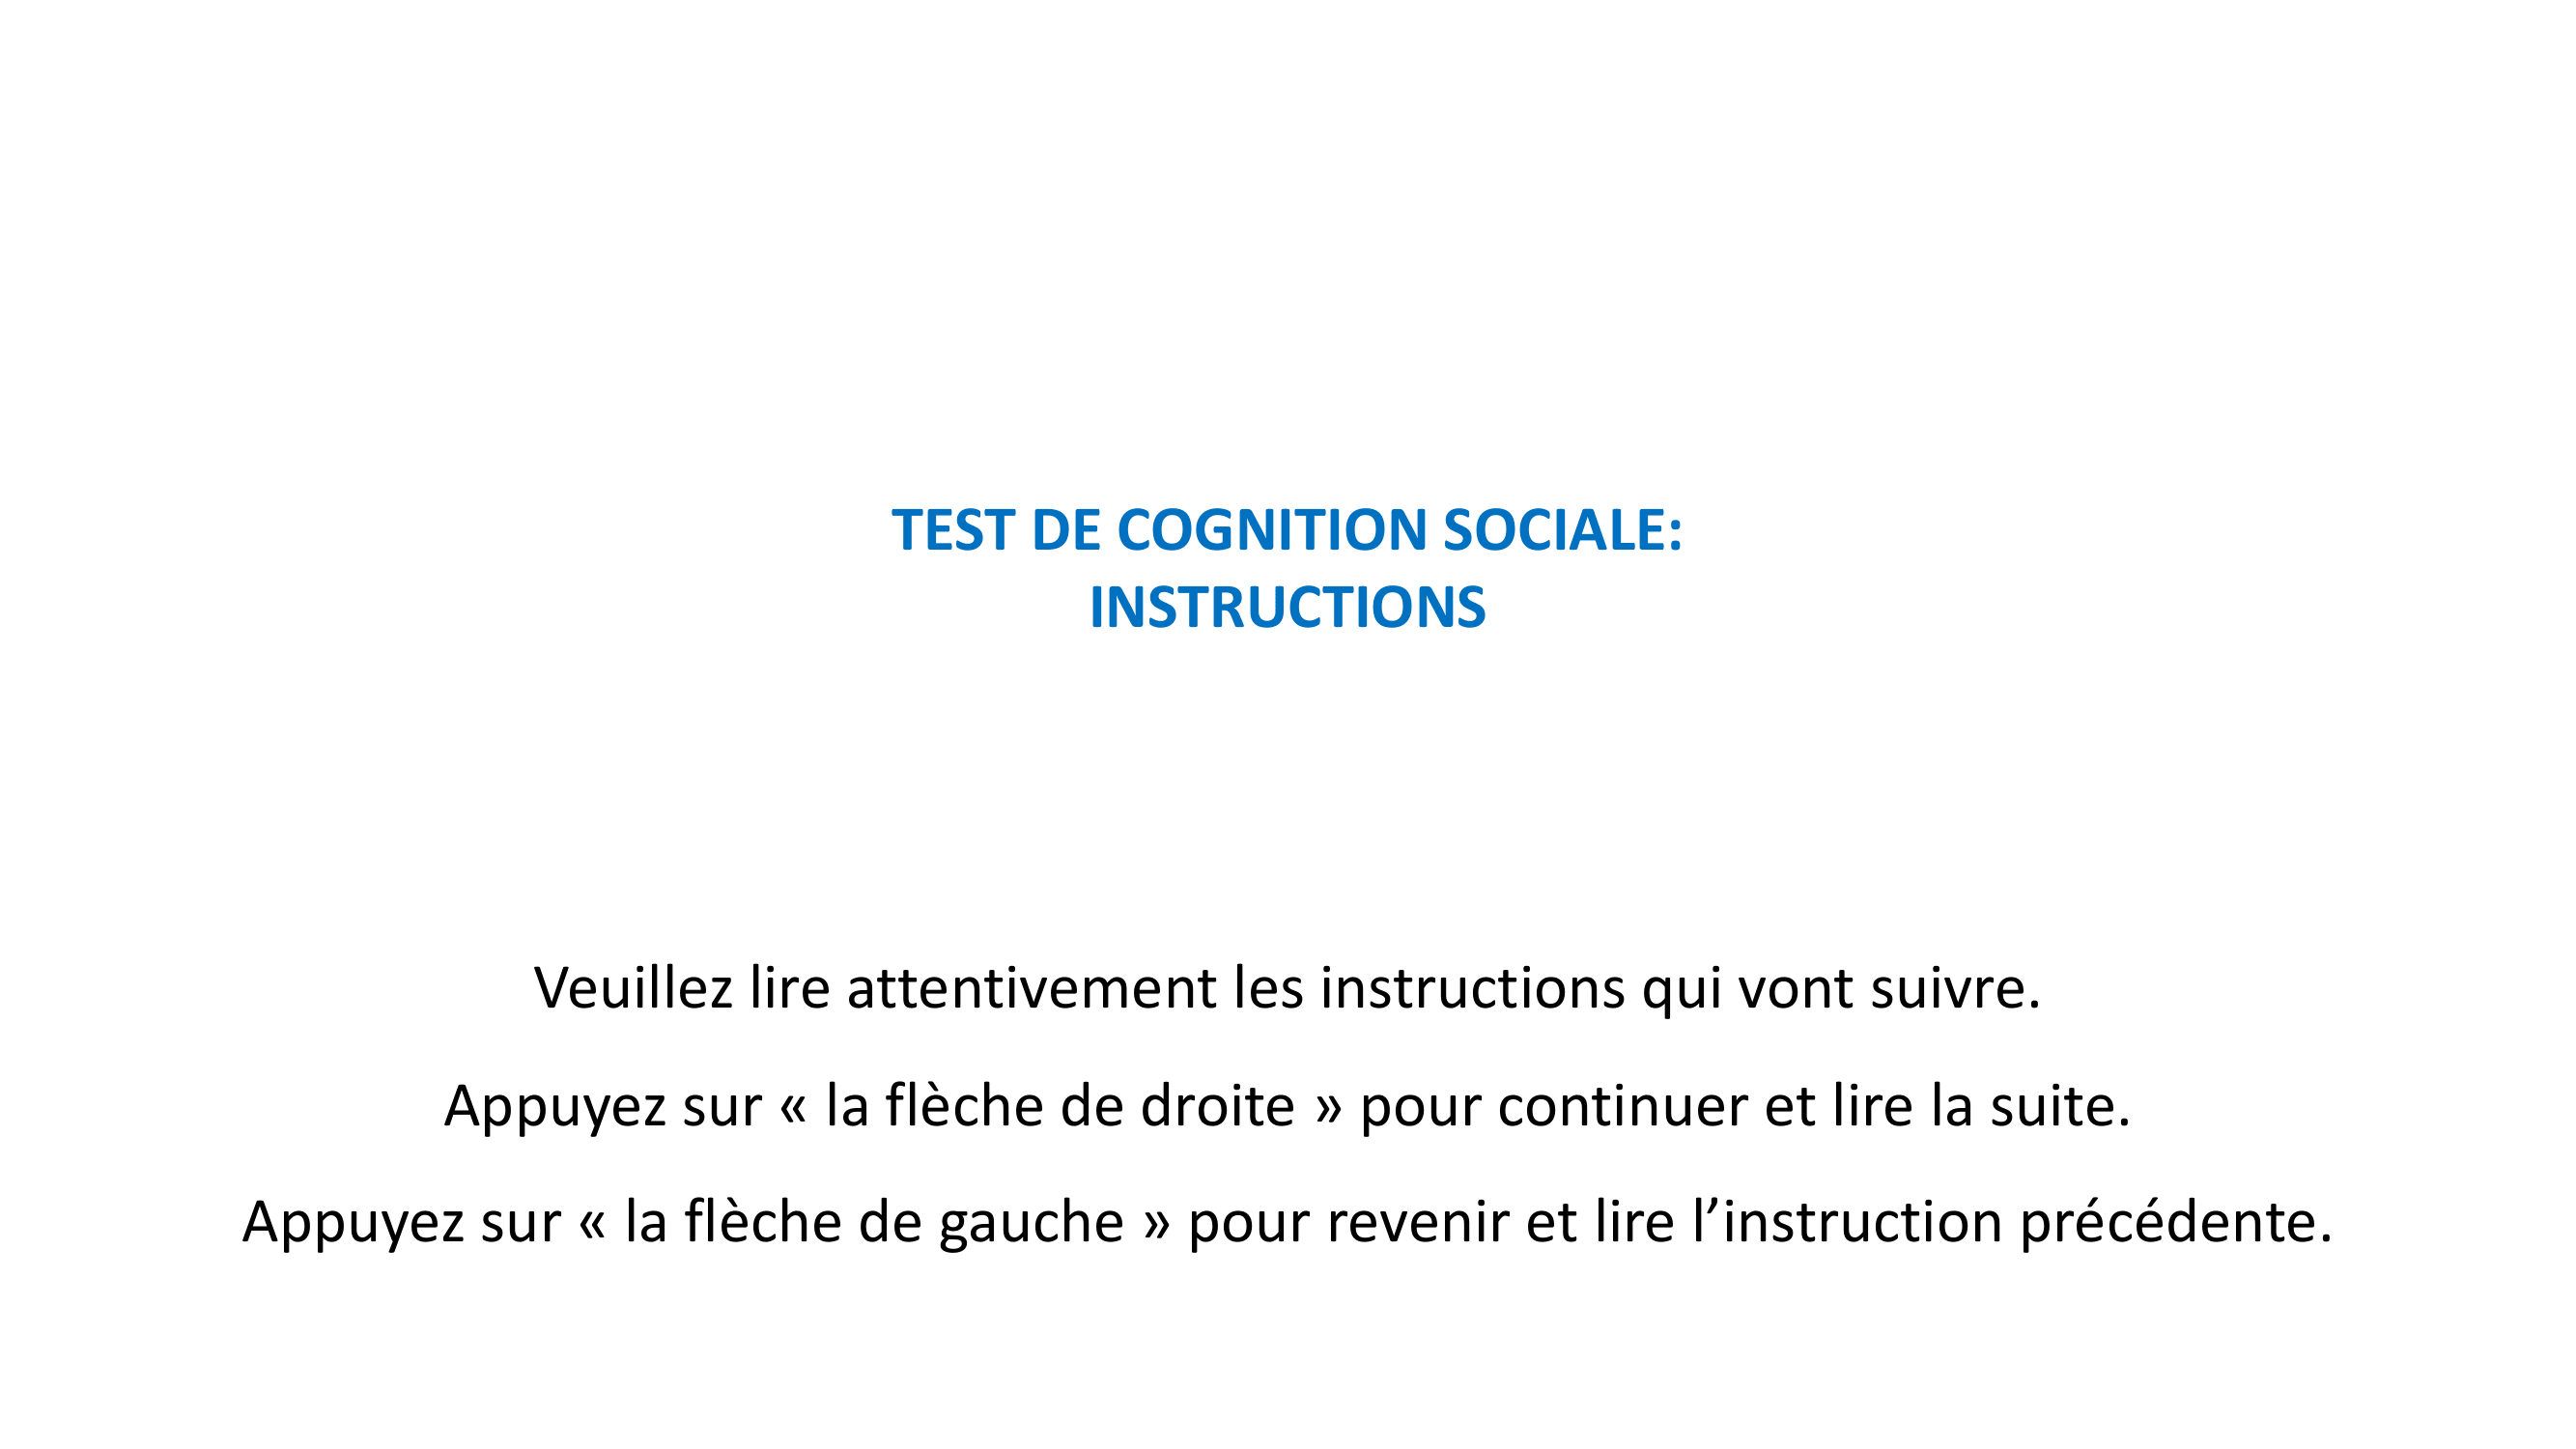 TEST DE COGNITION SOCIALE:
INSTRUCTIONS
Veuillez lire attentivement les instructions qui vont suivre.
Appuyez sur « la flèche de droite » pour continuer et lire la suite.
Appuyez sur « la flèche de gauche » pour revenir et lire l’instruction précédente.